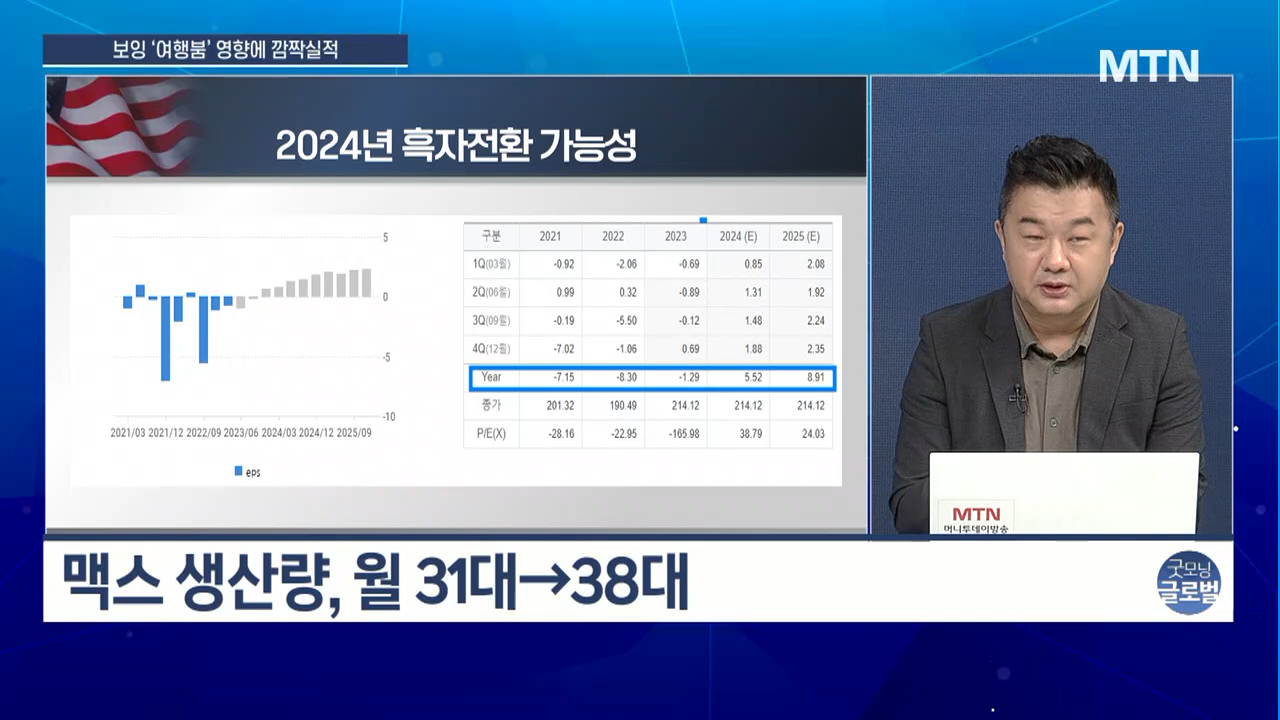 보잉 ‘여행붐’ 영향에 깜짝실적
MTN
2024년 흑자전환 가능성
5
0
-5
-10
2021/03 2021/12 2022/09 2023/06 2024/03 2024/12 2025/09
eps
구분 2021 2022 2023 2024 (E) 2025 (E)
1Q(03월) -0.92 -2.06 -0.69 0.85 2.08
2Q(06월) 0.99 0.32 -0.89 1.31 1.92
3Q(09월) -0.19 -5.50 -0.12 1.48 2.24
4Q(12월) -7.02 -1.06 0.69 1.88 2.35
Year -7.15 -8.30 -1.29 5.52 8.91
종가 201.32 190.49 214.12 214.12 214.12
P/E(X) -28.16 -22.95 -165.98 38.79 24.03
MTN
머니투데이방송
맥스 생산량, 월 31대→38대
굿모닝
글로벌